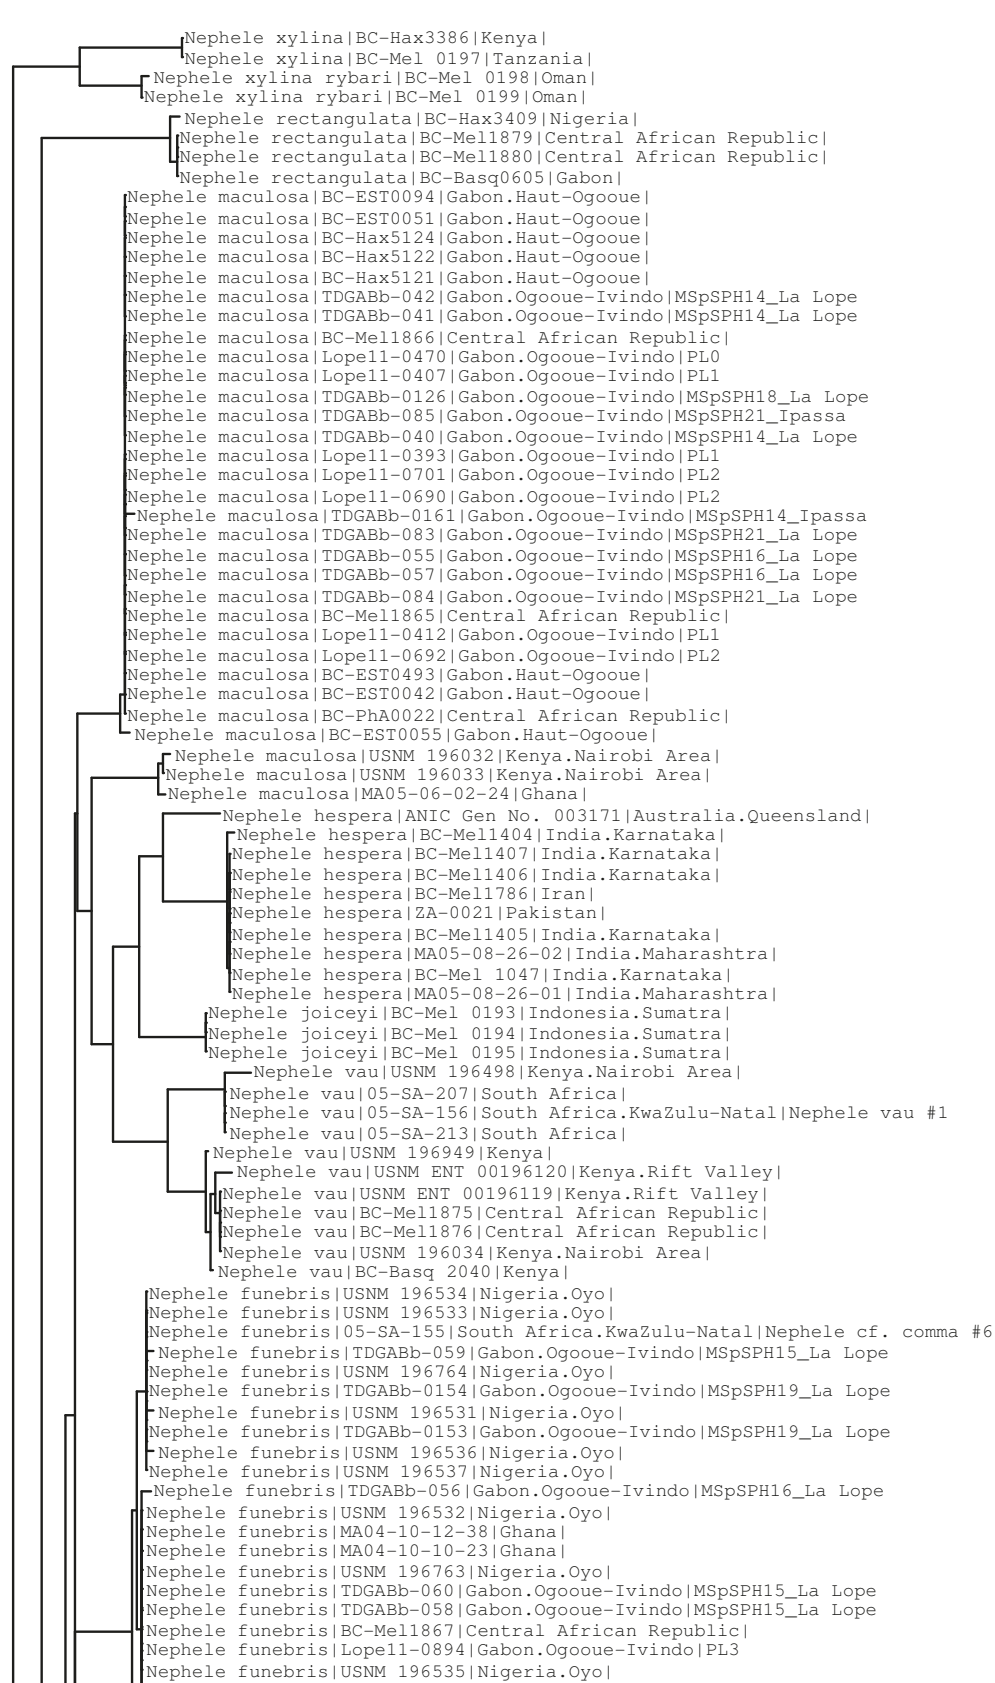 Nephele xylina|BC-Hax3386|Kenya|
Nephele xylina|BC-Mel 0197|Tanzania|
Nephele xylina rybari|BC-Mel 0198|Oman|
Nephele xylina rybari|BC-Mel 0199|Oman|
Nephele rectangulata|BC-Hax3409|Nigeria|
Nephele rectangulata|BC-Mel1879|Central African Republic|
Nephele rectangulata|BC-Mel1880|Central African Republic|
Nephele rectangulata|BC-Basq0605|Gabon|
Nephele maculosa|BC-EST0094|Gabon.Haut-Ogooue|
Nephele maculosa|BC-EST0051|Gabon.Haut-Ogooue|
Nephele maculosa|BC-Hax5124|Gabon.Haut-Ogooue|
Nephele maculosa|BC-Hax5122|Gabon.Haut-Ogooue|
Nephele maculosa|BC-Hax5121|Gabon.Haut-Ogooue|
Nephele maculosa|TDGABb-042|Gabon.Ogooue-Ivindo|MSpSPH14_La Lope
Nephele maculosa|TDGABb-041|Gabon.Ogooue-Ivindo|MSpSPH14_La Lope
Nephele maculosa|BC-Mel1866|Central African Republic|
Nephele maculosa|Lope11-0470|Gabon.Ogooue-Ivindo|PL0
Nephele maculosa|Lope11-0407|Gabon.Ogooue-Ivindo|PL1
Nephele maculosa|TDGABb-0126|Gabon.Ogooue-Ivindo|MSpSPH18_La Lope
Nephele maculosa|TDGABb-085|Gabon.Ogooue-Ivindo|MSpSPH21_Ipassa
Nephele maculosa|TDGABb-040|Gabon.Ogooue-Ivindo|MSpSPH14_La Lope
Nephele maculosa|Lope11-0393|Gabon.Ogooue-Ivindo|PL1
Nephele maculosa|Lope11-0701|Gabon.Ogooue-Ivindo|PL2
Nephele maculosa|Lope11-0690|Gabon.Ogooue-Ivindo|PL2
Nephele maculosa|TDGABb-0161|Gabon.Ogooue-Ivindo|MSpSPH14_Ipassa
Nephele maculosa|TDGABb-083|Gabon.Ogooue-Ivindo|MSpSPH21_La Lope
Nephele maculosa|TDGABb-055|Gabon.Ogooue-Ivindo|MSpSPH16_La Lope
Nephele maculosa|TDGABb-057|Gabon.Ogooue-Ivindo|MSpSPH16_La Lope
Nephele maculosa|TDGABb-084|Gabon.Ogooue-Ivindo|MSpSPH21_La Lope
Nephele maculosa|BC-Mel1865|Central African Republic|
Nephele maculosa|Lope11-0412|Gabon.Ogooue-Ivindo|PL1
Nephele maculosa|Lope11-0692|Gabon.Ogooue-Ivindo|PL2
Nephele maculosa|BC-EST0493|Gabon.Haut-Ogooue|
Nephele maculosa|BC-EST0042|Gabon.Haut-Ogooue|
Nephele maculosa|BC-PhA0022|Central African Republic|
Nephele maculosa|BC-EST0055|Gabon.Haut-Ogooue|
Nephele maculosa|USNM 196032|Kenya.Nairobi Area|
Nephele maculosa|USNM 196033|Kenya.Nairobi Area|
Nephele maculosa|MA05-06-02-24|Ghana|
Nephele hespera|ANIC Gen No. 003171|Australia.Queensland|
Nephele hespera|BC-Mel1404|India.Karnataka|
Nephele hespera|BC-Mel1407|India.Karnataka|
Nephele hespera|BC-Mel1406|India.Karnataka|
Nephele hespera|BC-Mel1786|Iran|
Nephele hespera|ZA-0021|Pakistan|
Nephele hespera|BC-Mel1405|India.Karnataka|
Nephele hespera|MA05-08-26-02|India.Maharashtra|
Nephele hespera|BC-Mel 1047|India.Karnataka|
Nephele hespera|MA05-08-26-01|India.Maharashtra|
Nephele joiceyi|BC-Mel 0193|Indonesia.Sumatra|
Nephele joiceyi|BC-Mel 0194|Indonesia.Sumatra|
Nephele joiceyi|BC-Mel 0195|Indonesia.Sumatra|
Nephele vau|USNM 196498|Kenya.Nairobi Area|
Nephele vau|05-SA-207|South Africa|
Nephele vau|05-SA-156|South Africa.KwaZulu-Natal|Nephele vau #1
Nephele vau|05-SA-213|South Africa|
Nephele vau|USNM 196949|Kenya|
Nephele vau|USNM ENT 00196120|Kenya.Rift Valley|
Nephele vau|USNM ENT 00196119|Kenya.Rift Valley|
Nephele vau|BC-Mel1875|Central African Republic|
Nephele vau|BC-Mel1876|Central African Republic|
Nephele vau|USNM 196034|Kenya.Nairobi Area|
Nephele vau|BC-Basq 2040|Kenya|
Nephele funebris|USNM 196534|Nigeria.Oyo|
Nephele funebris|USNM 196533|Nigeria.Oyo|
Nephele funebris|05-SA-155|South Africa.KwaZulu-Natal|Nephele cf. comma #6
Nephele funebris|TDGABb-059|Gabon.Ogooue-Ivindo|MSpSPH15_La Lope
Nephele funebris|USNM 196764|Nigeria.Oyo|
Nephele funebris|TDGABb-0154|Gabon.Ogooue-Ivindo|MSpSPH19_La Lope
Nephele funebris|USNM 196531|Nigeria.Oyo|
Nephele funebris|TDGABb-0153|Gabon.Ogooue-Ivindo|MSpSPH19_La Lope
Nephele funebris|USNM 196536|Nigeria.Oyo|
Nephele funebris|USNM 196537|Nigeria.Oyo|
Nephele funebris|TDGABb-056|Gabon.Ogooue-Ivindo|MSpSPH16_La Lope
Nephele funebris|USNM 196532|Nigeria.Oyo|
Nephele funebris|MA04-10-12-38|Ghana|
Nephele funebris|MA04-10-10-23|Ghana|
Nephele funebris|USNM 196763|Nigeria.Oyo|
Nephele funebris|TDGABb-060|Gabon.Ogooue-Ivindo|MSpSPH15_La Lope
Nephele funebris|TDGABb-058|Gabon.Ogooue-Ivindo|MSpSPH15_La Lope
Nephele funebris|BC-Mel1867|Central African Republic|
Nephele funebris|Lope11-0894|Gabon.Ogooue-Ivindo|PL3
Nephele funebris|USNM 196535|Nigeria.Oyo|